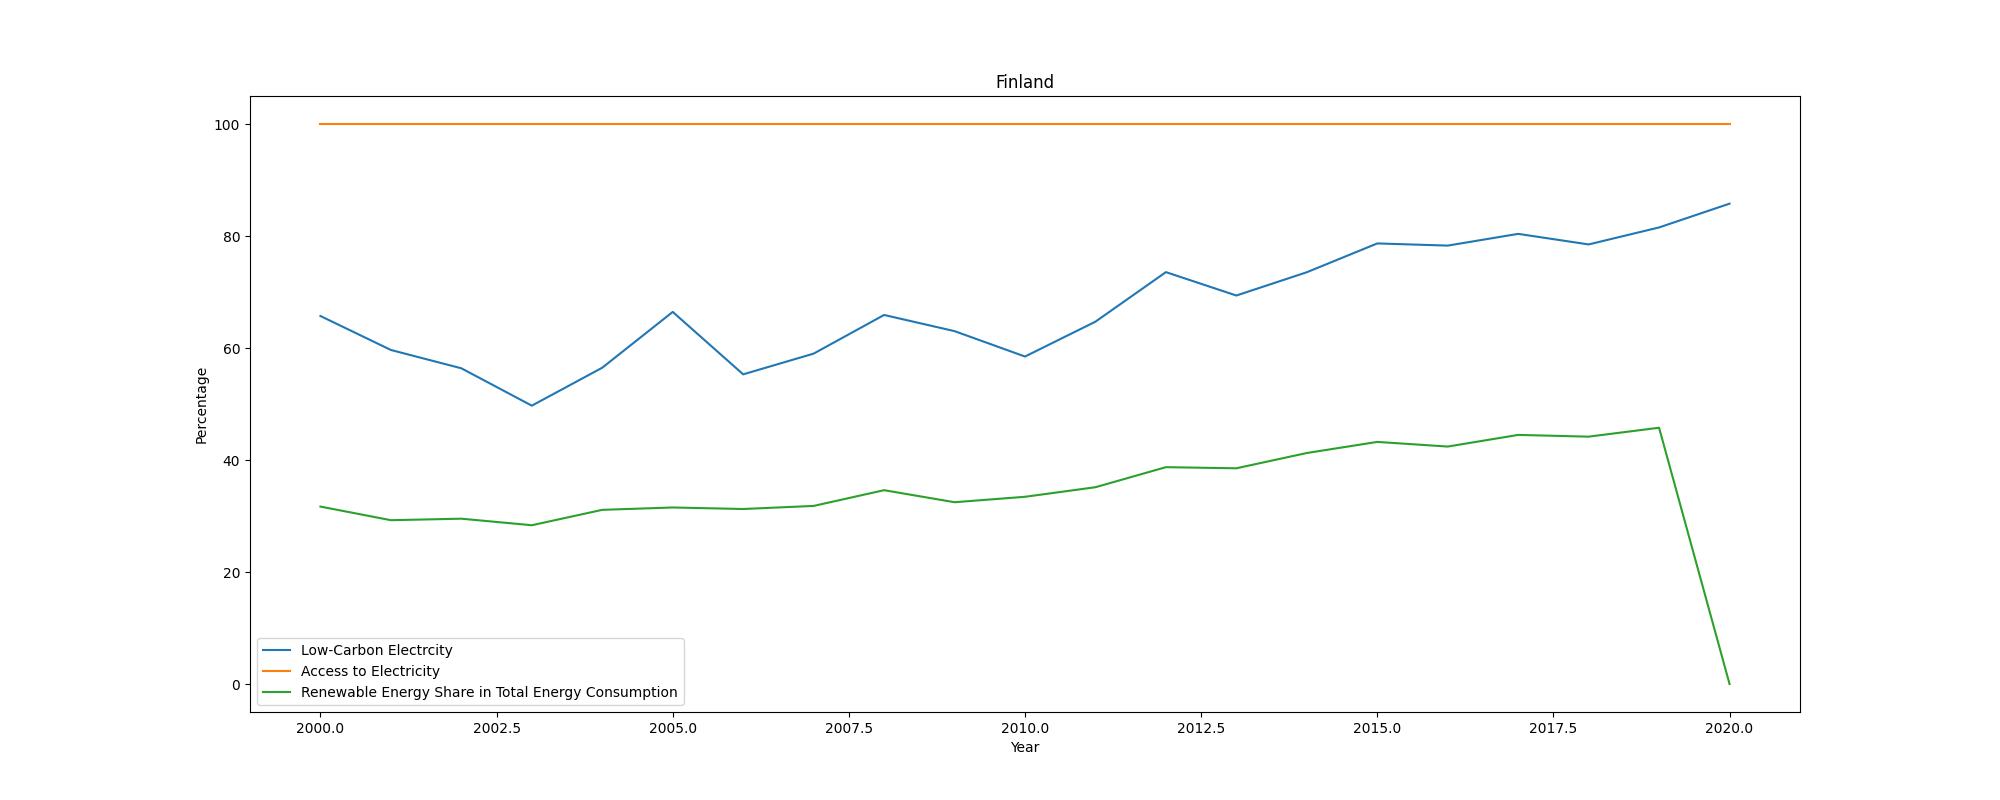 Finland
100
80
60
40
20
0
Percentage
Low-Carbon Electrcity
Access to Electricity
Renewable Energy Share in Total Energy Consumption
2000.0 2002.5 2005.0 2007.5 2010.0 2012.5 2015.0 2017.5 2020.0
Year